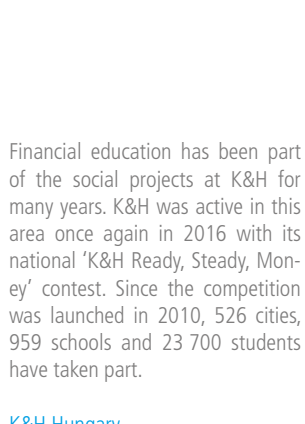 Financial education has been part
of the social projects at K&H for
many years. K&H was active in this
area once again in 2016 with its
national ‘K&H Ready, Steady, Mon-
ey’ contest. Since the competition
was launched in 2010, 526 cities,
959 schools and 23 700 students
have taken part.
K&H Hungary